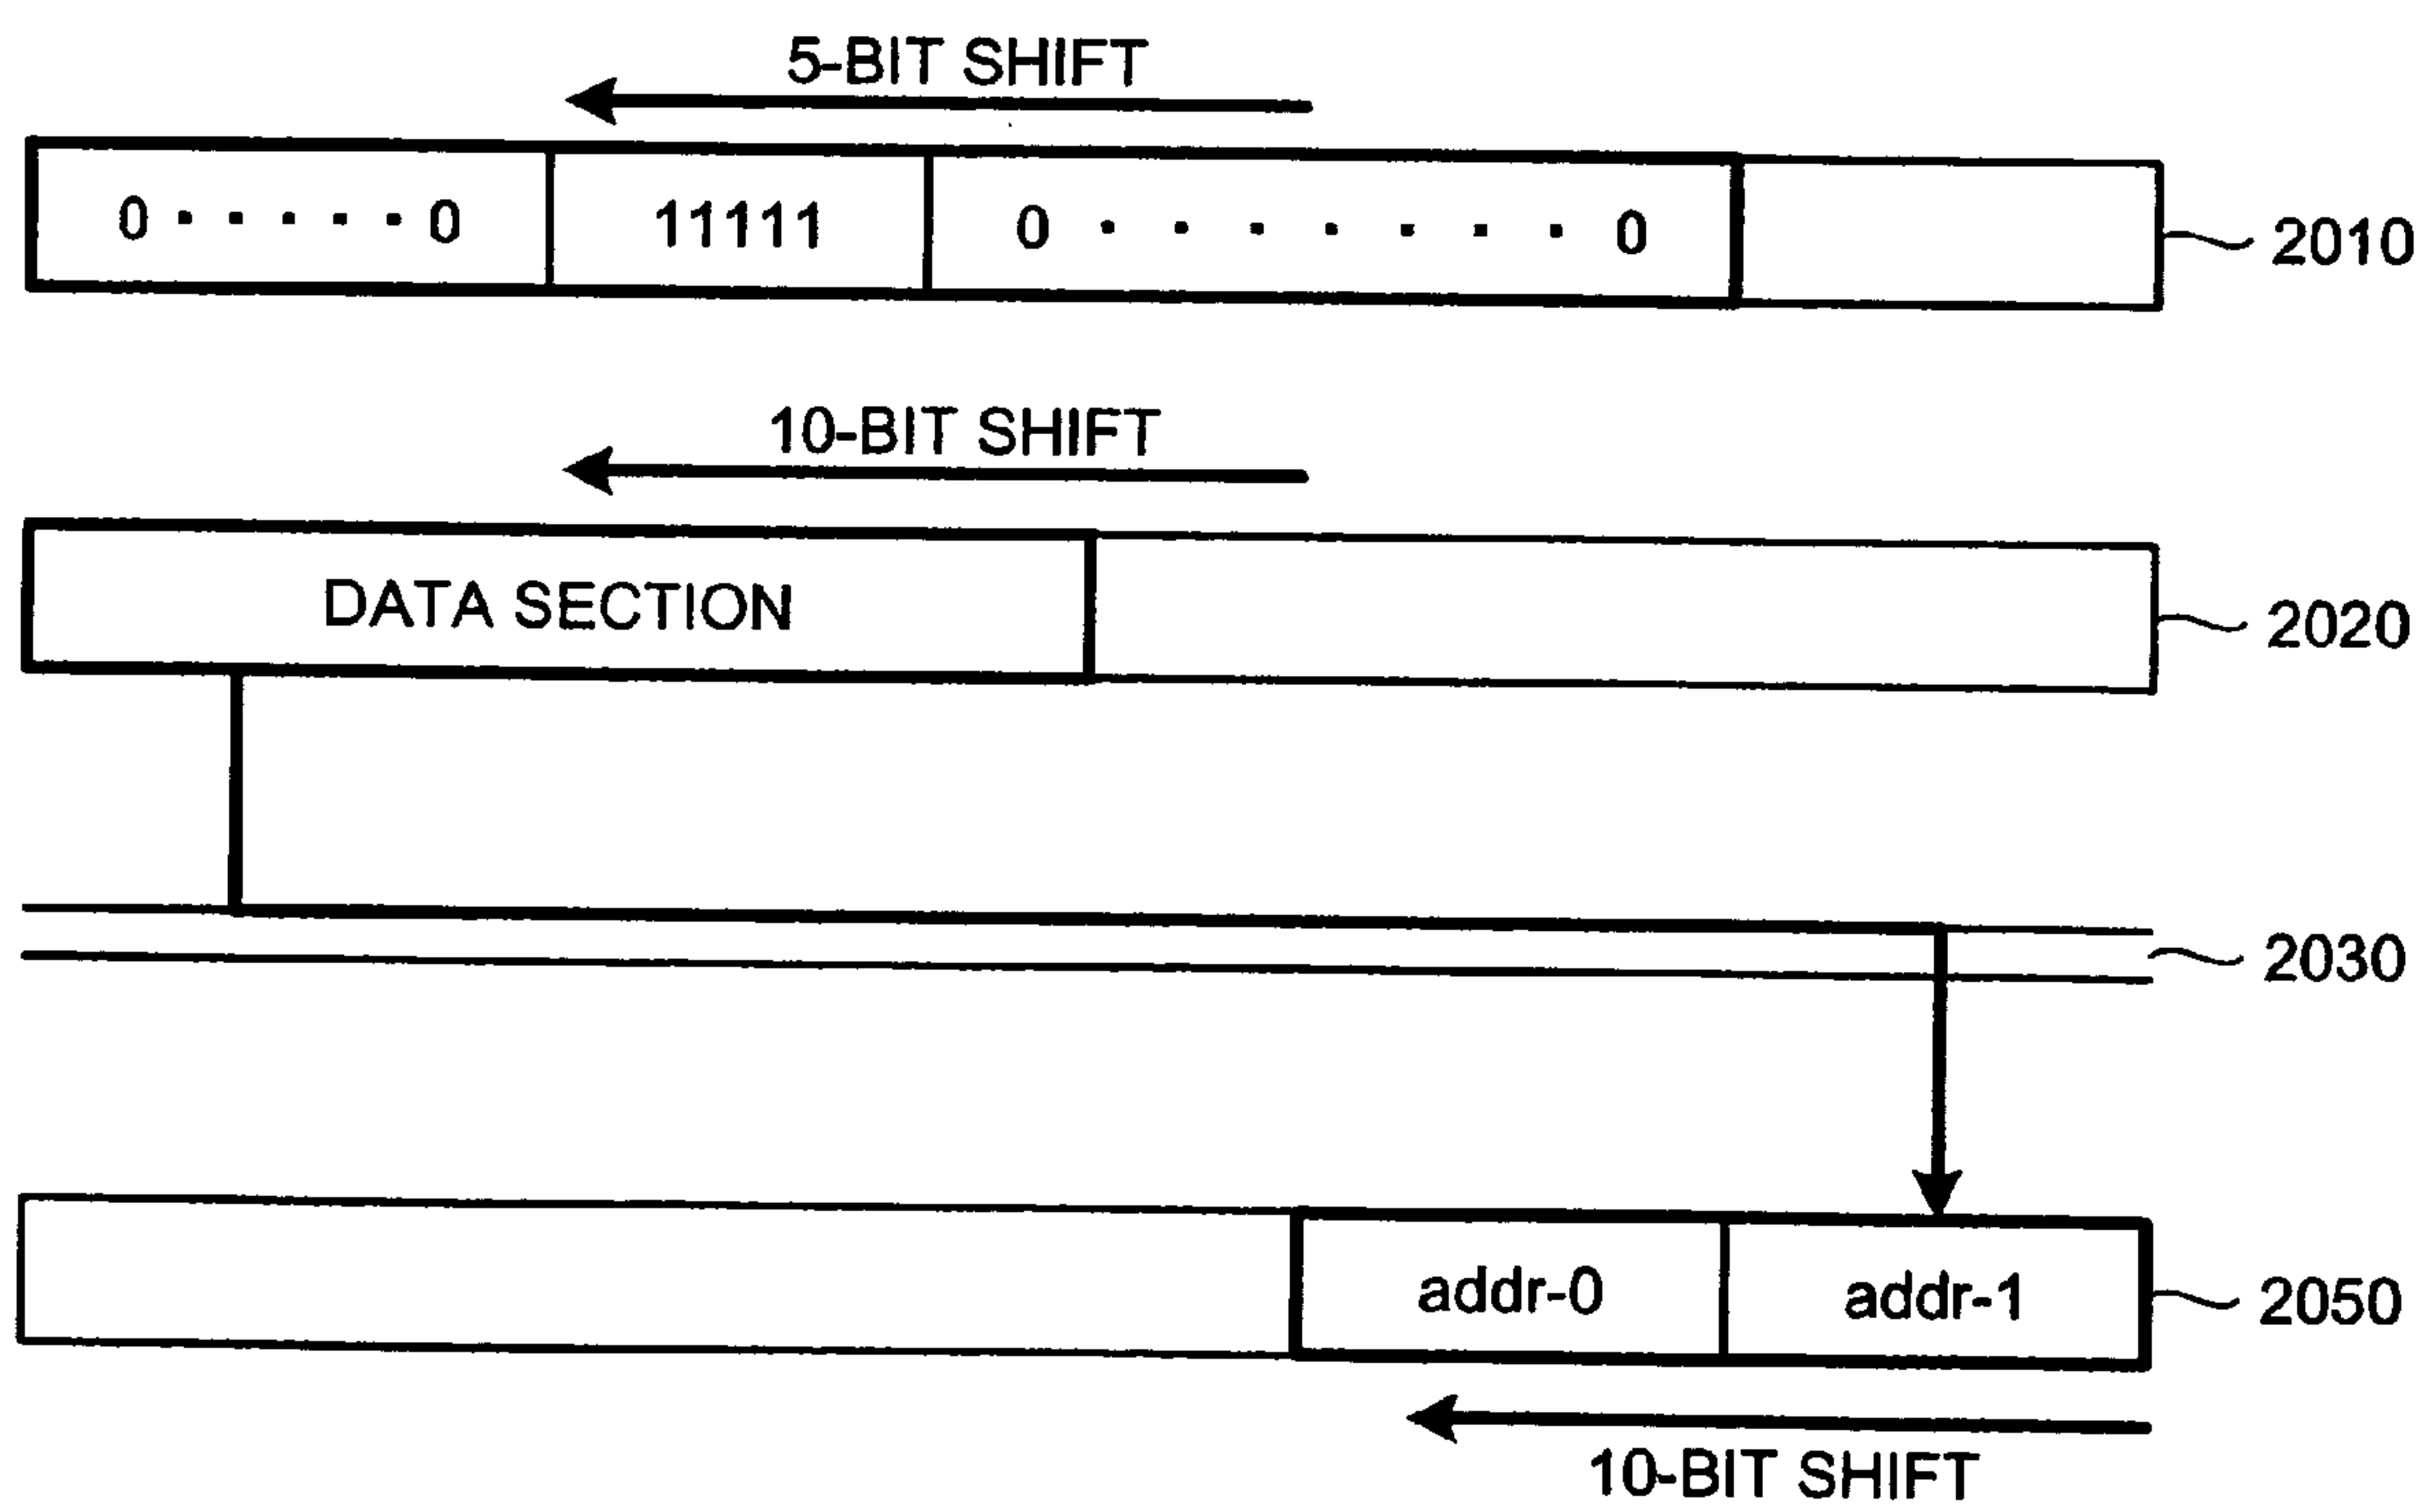 5-BIT SHIFT
0 · · · · · 0 11111 0 · · · · · · · 0 2010
10-BIT SHIFT
DATA SECTION 2020
2030
addr-0 addr-1 2050
10-BIT SHIFT